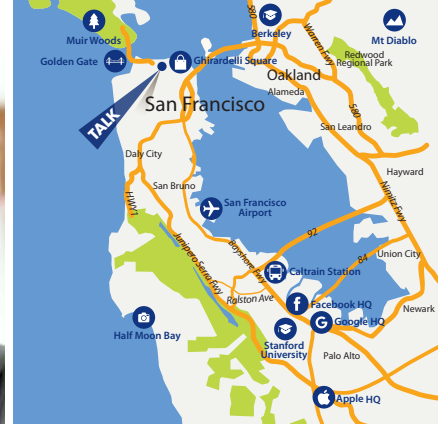 580
Berkeley
Muir Woods
Warren Fwy
Mt Diablo
Golden Gate
Ghirardelli Square
Redwood
Regional Park
Oakland
Alameda
San Francisco
580
TALK
San Leandro
Daly City
Hayward
San Bruno
HWY1
Nimitz Fwy
San Francisco
Airport
92
Junipero Serra Fwy
Bayshore Fwy
84
Union City
Caltrain Station
Ralston Ave
Facebook HQ
Newark
Google HQ
Half Moon Bay
Stanford
University
Palo Alto
Apple HQ